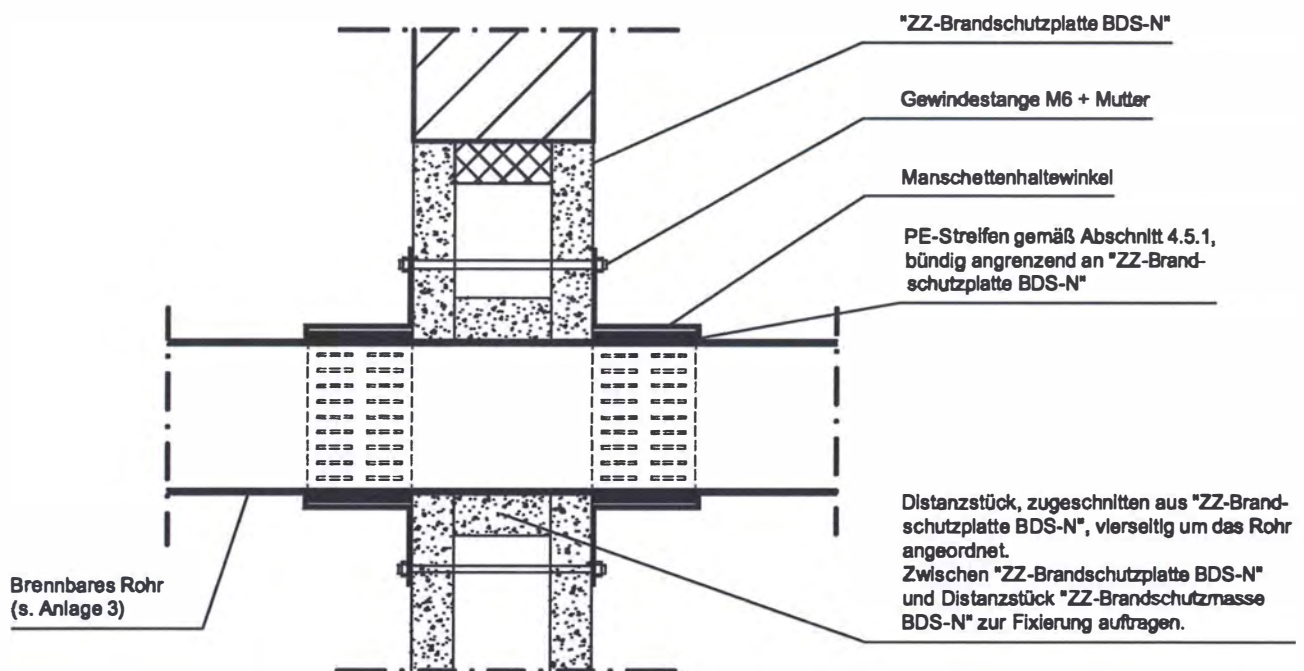 "ZZ-Brandschutzplatte BDS-N"
Gewindestange M6 + Mutter
Manschettenhaltewinkel
PE-Streifen gemäß Abschnitt 4.5.1,
bündig angrenzend an "ZZ-Brand-
schutzplatte BDS-N"
Distanzstück, zugeschnitten aus "ZZ-Brand-
schutzplatte BDS-N", vierseitig um das Rohr
angeordnet.
Zwischen "ZZ-Brandschutzplatte BDS-N"
und Distanzstück "ZZ-Brandschutzmasse
BDS-N" zur Fixierung auftragen.
Brennbares Rohr
(s. Anlage 3)